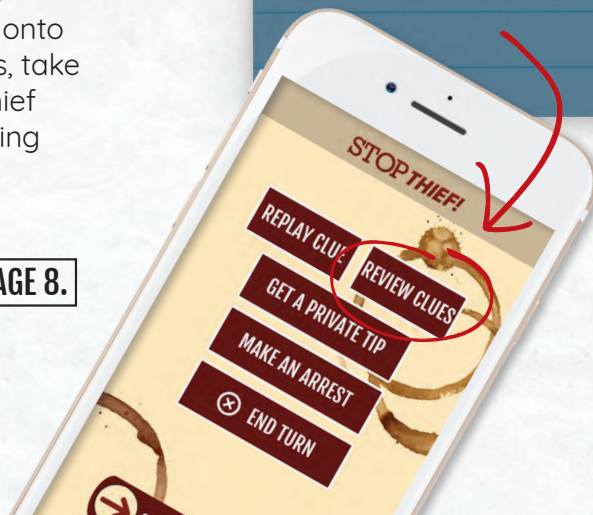 onto
s, take
ief
ing
AGE 8.
STOP THIEF!
REPLAY CLUE
REVIEW CLUES
GET A PRIVATE TIP
MAKE AN ARREST
END TURN